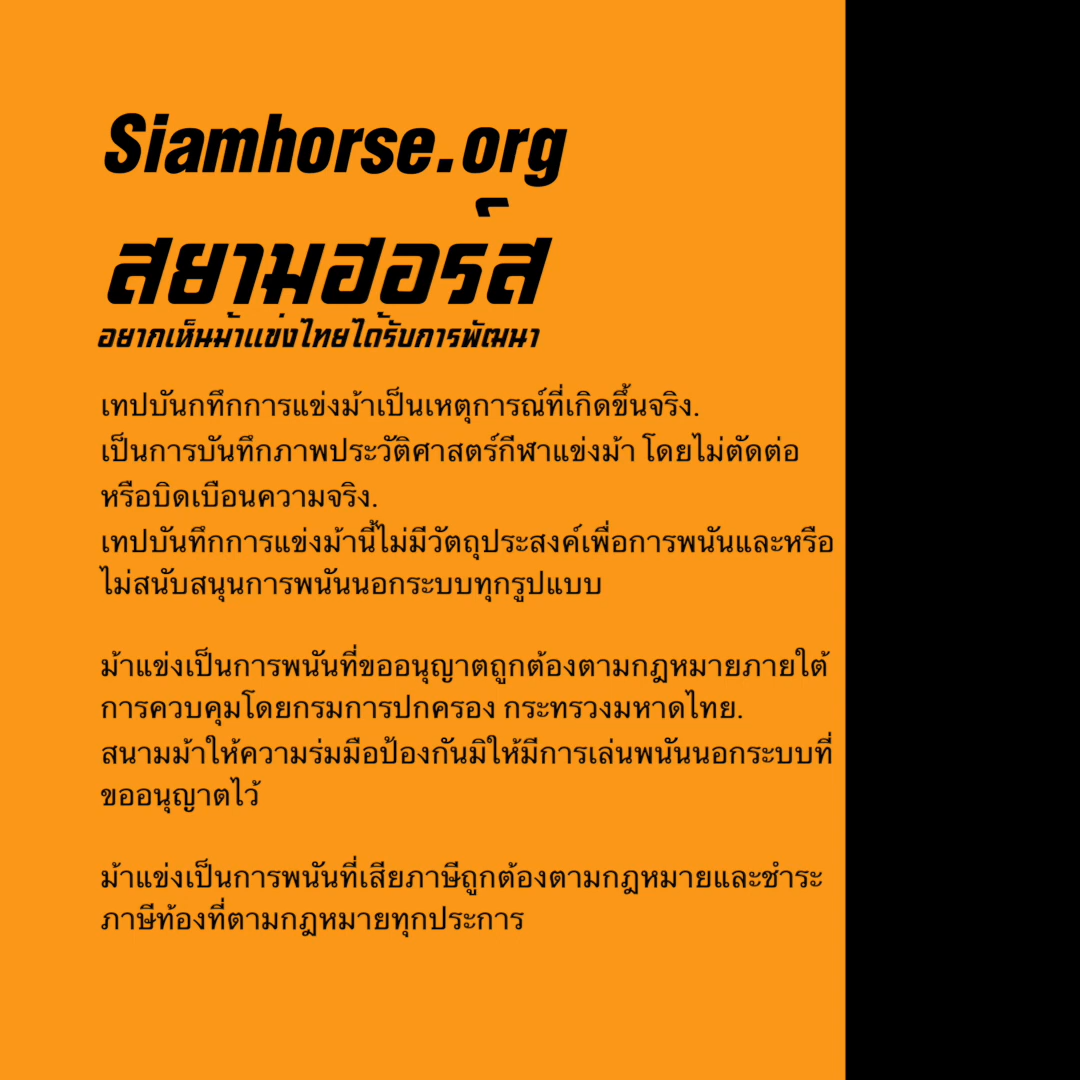 Siamhorse.org
สยามฮอร์ส
อยากเห็นม้าแข่งไทยได้รับการพัฒนา
เทปบันกทึกการแข่งม้าเป็นเหตุการณ์ที่เกิดขึ้นจริง.
เป็นการบันทึกภาพประวัติศาสตร์กีฬาแข่งม้า โดยไม่ตัดต่อ
หรือบิดเบือนความจริง.
เทปบันทึกการแข่งม้านี้ไม่มีวัตถุประสงค์เพื่อการพนันและหรือ
ไม่สนับสนุนการพนันนอกระบบทุกรูปแบบ
ม้าแข่งเป็นการพนันที่ขออนุญาตถูกต้องตามกฎหมายภายใต้
การควบคุมโดยกรมการปกครอง กระทรวงมหาดไทย.
สนามม้าให้ความร่มมือป้องกันมิให้มีการเล่นพนันนอกระบบที่
ขออนุญาตไว้
ม้าแข่งเป็นการพนันที่เสียภาษีถูกต้องตามกฎหมายและชำระ
ภาษีท้องที่ตามกฎหมายทุกประการ